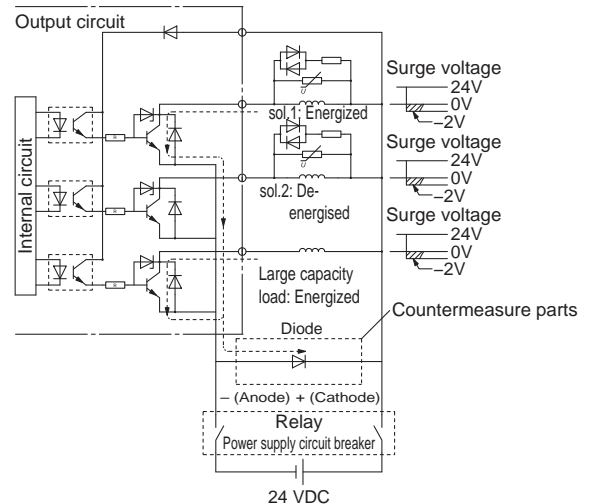 Output circuit
Internal circuit
Surge voltage
24V
0V
–2V
sol.1: Energized
Surge voltage
24V
0V
–2V
sol.2: De-
energised
Surge voltage
24V
0V
–2V
Large capacity
load: Energized
Countermeasure parts
Diode
– (Anode) + (Cathode)
Relay
Power supply circuit breaker
24 VDC